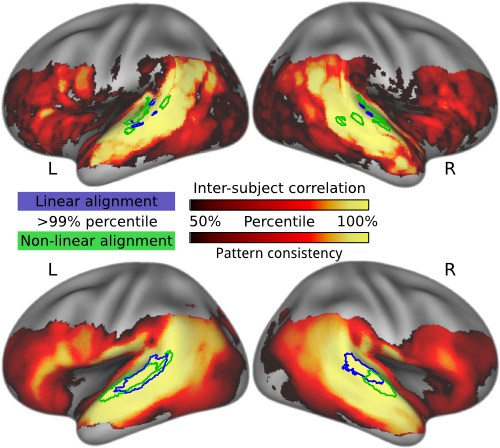 L
R
Linear alignment
Inter-subject correlation
>99% percentile
50% Percentile 100%
Non-linear alignment
Pattern consistency
L
R